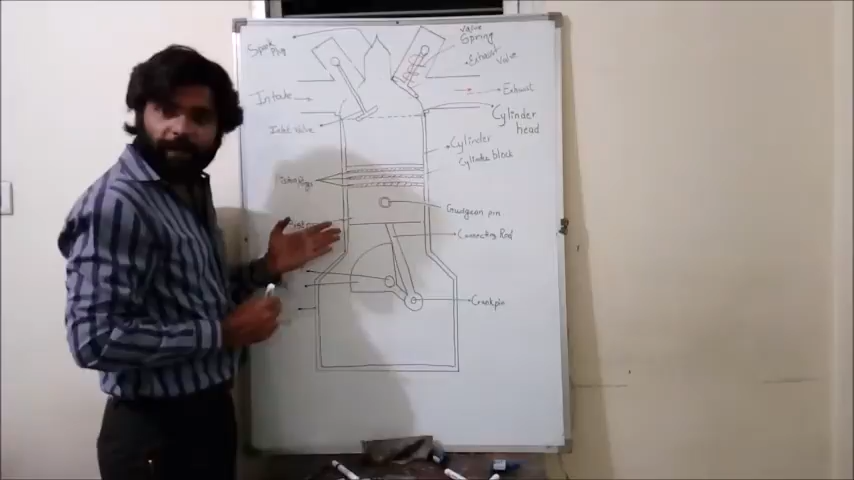 Spark Plug
Valve
Spring
Exhaust
Valve
Intake
Exhaust
Cylinder
head
Inlet Valve
Cylinder
Cylinder block
Piston Rings
Gudgeon pin
Piston
Connecting Rod
Crankpin